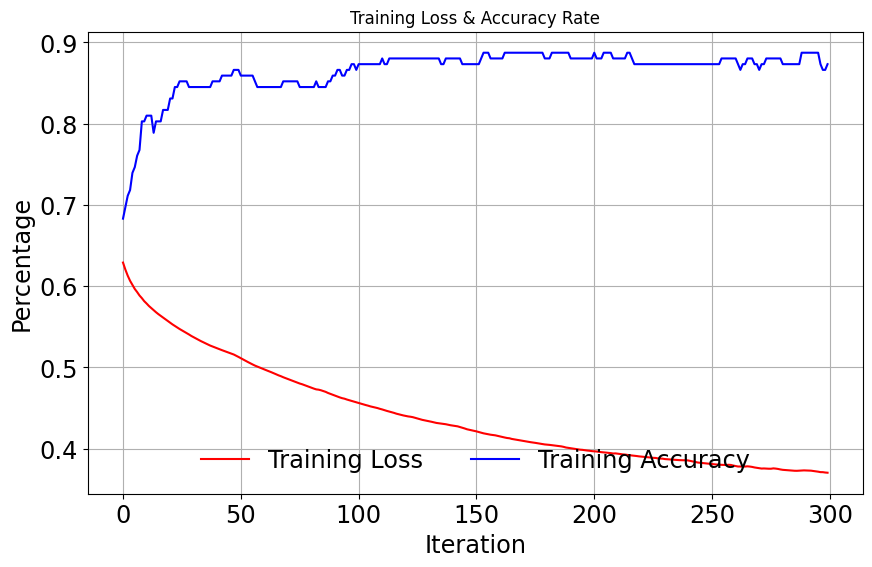 Training Loss & Accuracy Rate
0.9
0.8
0.7
0.6
0.5
0.4
Percentage
Training Loss
Training Accuracy
0
50
100
150
200
250
300
Iteration